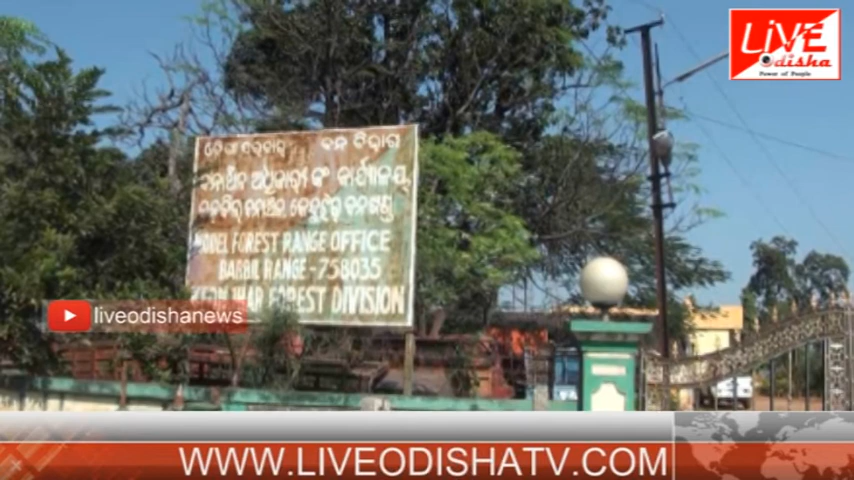 LIVE
Odisha
Power of People
ବନ ବିଭାଗ
ବନାଞ୍ଚଳ ଅଧିକାରୀଙ୍କ କାର୍ଯ୍ୟାଳୟ
MODEL FOREST RANGE OFFICE
BARBIL RANGE-758035
KEONJHAR FOREST DIVISION
liveodishanews
WWW.LIVEODISHATV.COM